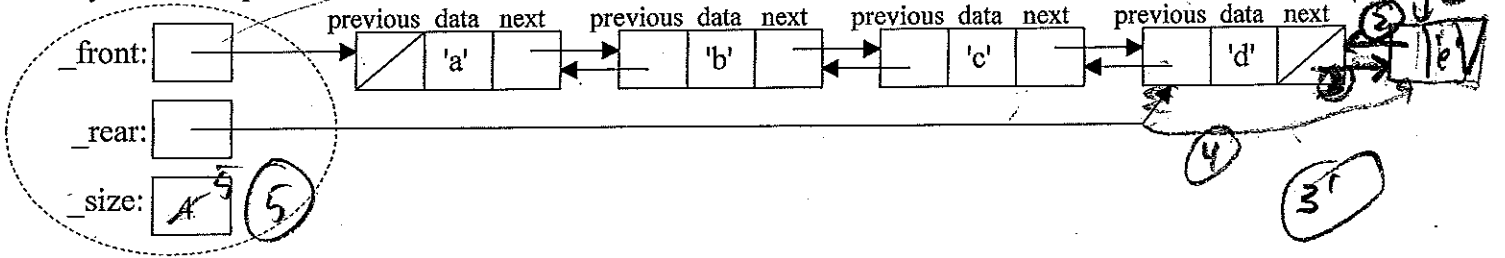 previous data next previous data next previous data next previous data next
_front: 'a' 'b' 'c' 'd' 'e'
_rear:
4
_size: 4 5 5 3'